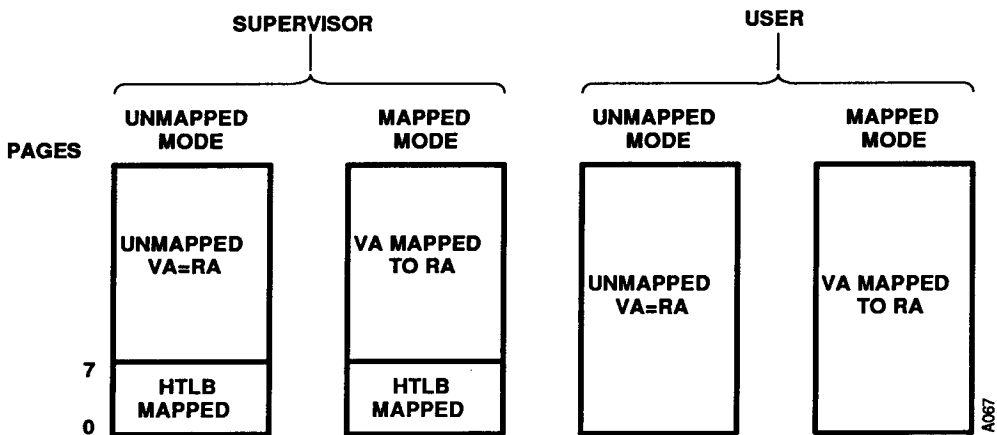 SUPERVISOR
USER
UNMAPPED
MODE
MAPPED
MODE
UNMAPPED
MODE
MAPPED
MODE
PAGES
UNMAPPED
VA=RA
VA MAPPED
TO RA
UNMAPPED
VA=RA
VA MAPPED
TO RA
7
HTLB
MAPPED
HTLB
MAPPED
0
A067